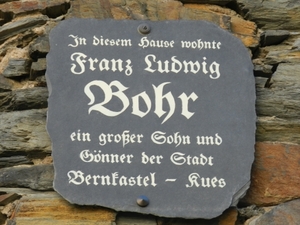 In diesem Hause wohnte
Franz Ludwig
Bohr
ein großer Sohn und
Gönner der Stadt
Bernkastel - Kues